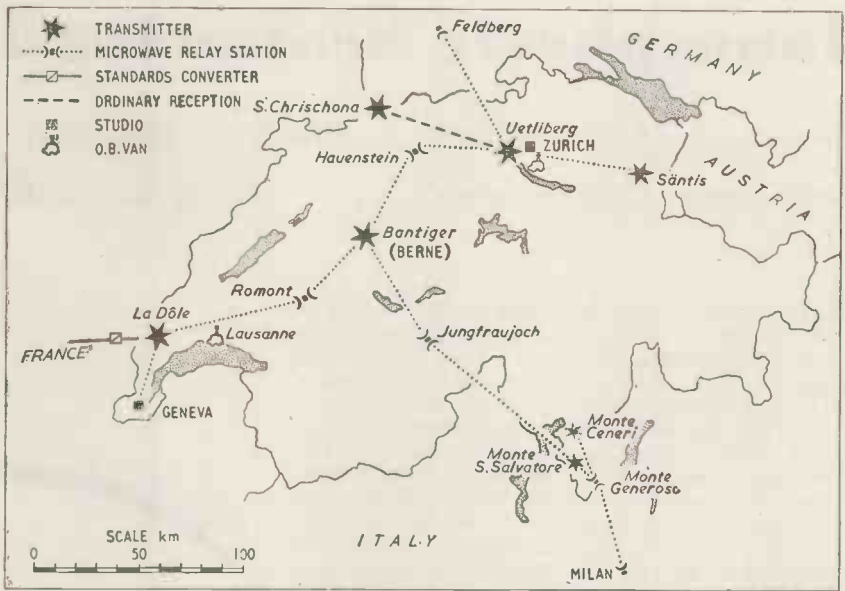 TRANSMITTER
MICROWAVE RELAY STATION
STANDARDS CONVERTER
DRDINARY RECEPTION
STUDIO
O.B. VAN
Feldberg
GERMANY
S. Chrischona
Uetliberg
ZURICH
Hauenstein
Säntis
AUSTRIA
Bantiger
(BERNE)
Romont
La Dôle
Lausanne
Jungfraujoch
FRANCE
GENEVA
Monte
Ceneri
Monte
S. Salvatore
Monte
Generoso
SCALE km
0 50 100
ITALY
MILAN